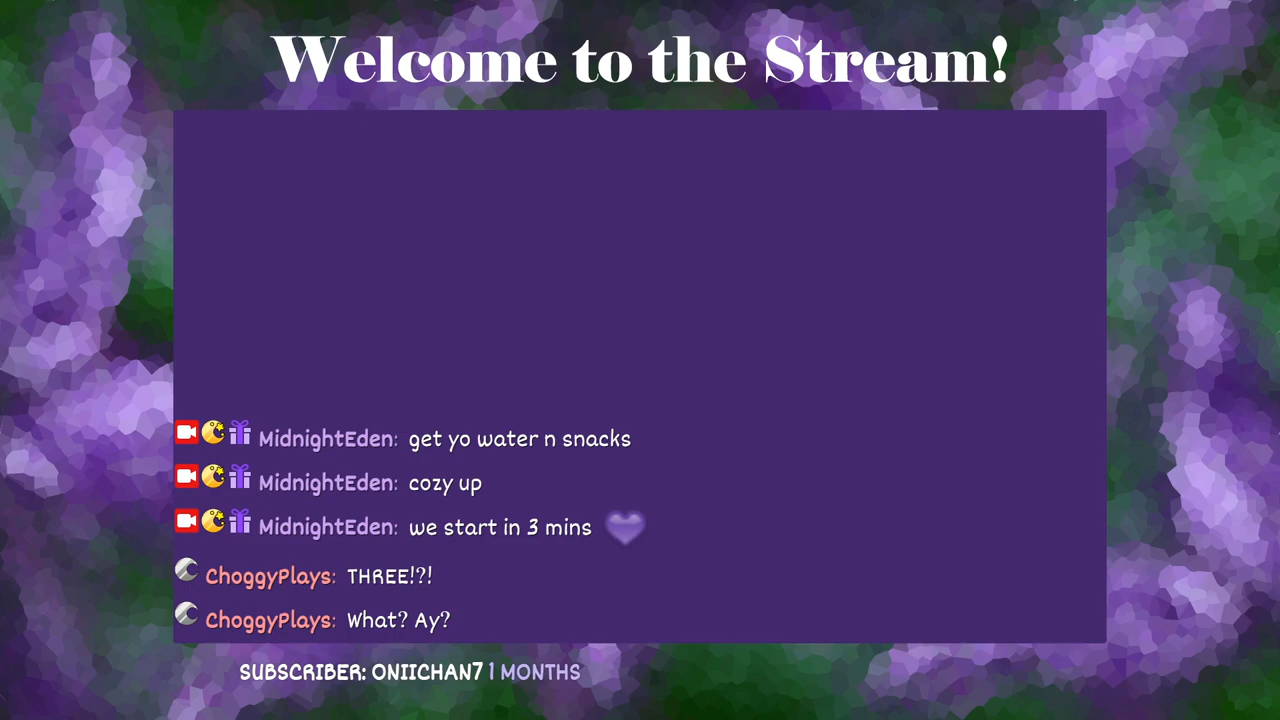 Welcome to the Stream!
MidnightEden: get yo water n snacks
MidnightEden: cozy up
MidnightEden: we start in 3 mins
ChoggyPlays: THREE!?!
ChoggyPlays: What? Ay?
SUBSCRIBER: ONIICHAN7 1 MONTHS